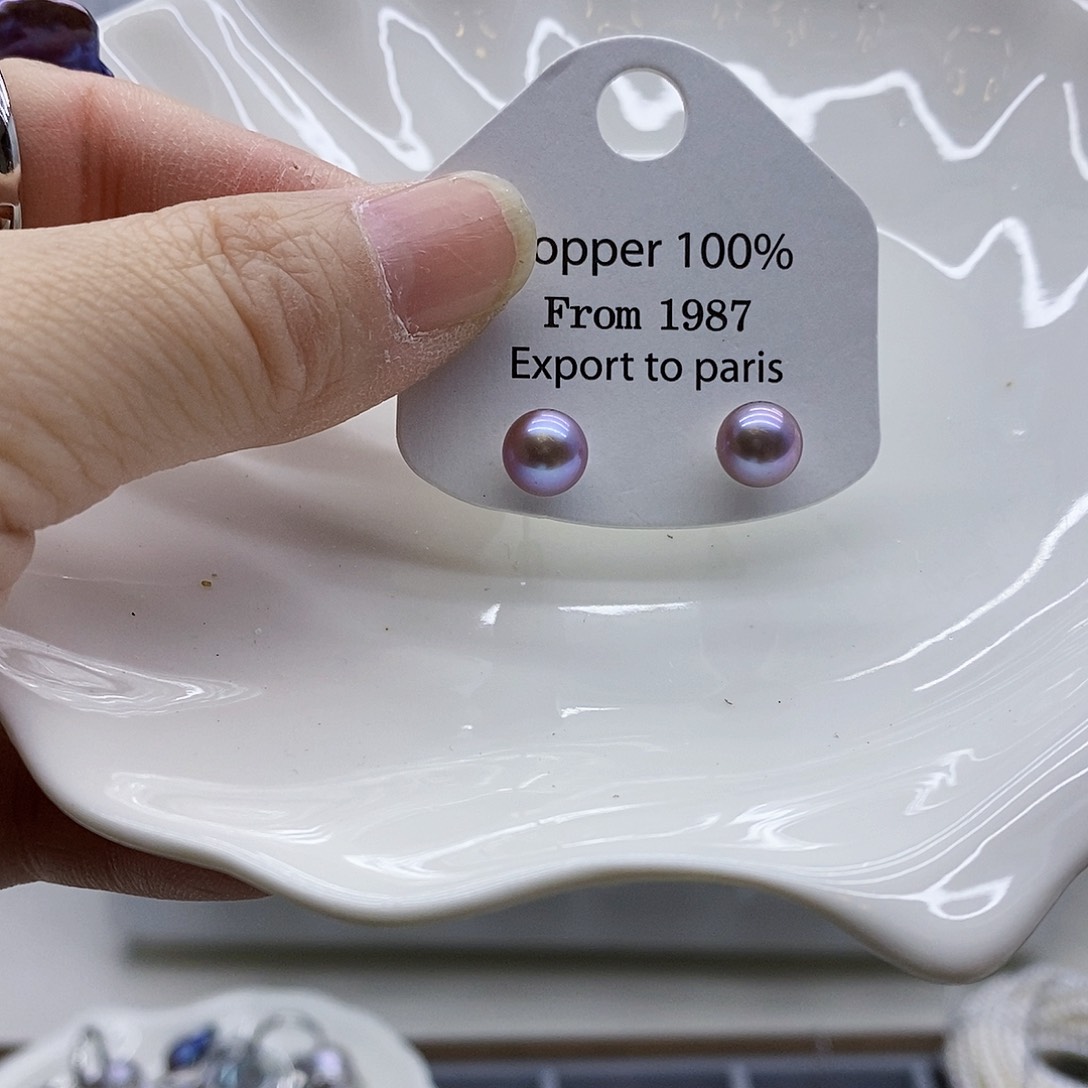 opper 100%
From 1987
Export to paris